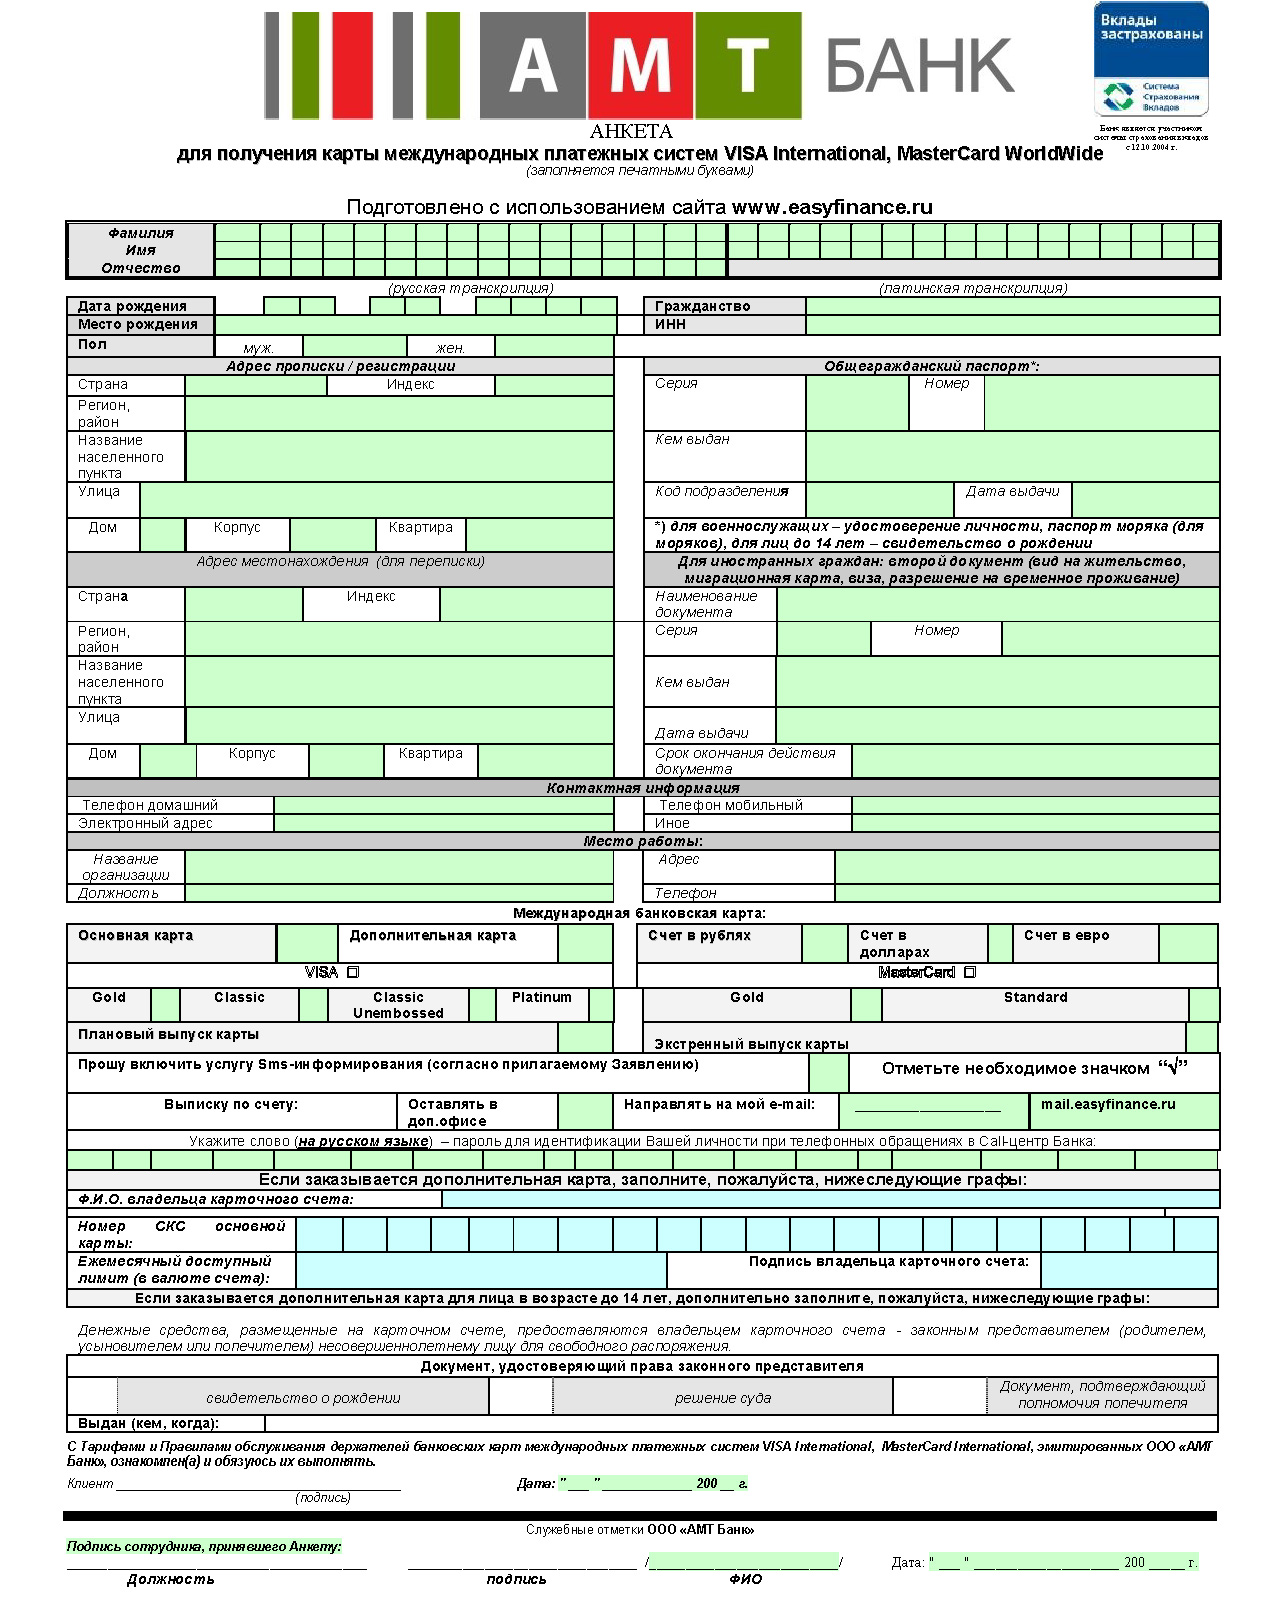 АМТ БАНК
Вклады
застрахованы
Система
Страхования
Вкладов
Банк является участником
системы страхования вкладов
с 12.10.2004 г.
АНКЕТА
для получения карты международных платежных систем VISA International, MasterCard WorldWide
(заполняется печатными буквами)
Подготовлено с использованием сайта www.easyfinance.ru
Фамилия
Имя
Отчество
(русская транскрипция) (латинская транскрипция)
Дата рождения Гражданство
Место рождения ИНН
Пол муж. жен.
Адрес прописки / регистрации Общегражданский паспорт*:
Страна Индекс Серия Номер
Регион,
район
Название
населенного
пункта
Кем выдан
Улица Код подразделения Дата выдачи
Дом Корпус Квартира
*) для военнослужащих – удостоверение личности, паспорт моряка (для
моряков), для лиц до 14 лет – свидетельство о рождении
Адрес местонахождения (для переписки)
Для иностранных граждан: второй документ (вид на жительство,
миграционная карта, виза, разрешение на временное проживание)
Страна Индекс
Наименование
документа
Регион,
район
Серия Номер
Название
населенного
пункта
Кем выдан
Улица
Дата выдачи
Дом Корпус Квартира
Срок окончания действия
документа
Контактная информация
Телефон домашний Телефон мобильный
Электронный адрес Иное
Место работы:
Название
организации
Адрес
Должность Телефон
Международная банковская карта:
Основная карта Дополнительная карта Счет в рублях Счет в
долларах Счет в евро
VISA □ MasterCard □
Gold Classic Classic
Unembossed Platinum Gold Standard
Плановый выпуск карты Экстренный выпуск карты
Прошу включить услугу Sms-информирования (согласно прилагаемому Заявлению) Отметьте необходимое значком “√”
Выписку по счету: Оставлять в
доп.офисе Направлять на мой e-mail: __________________ mail.easyfinance.ru
Укажите слово (на русском языке) – пароль для идентификации Вашей личности при телефонных обращениях в Call-центр Банка:
Если заказывается дополнительная карта, заполните, пожалуйста, нижеследующие графы:
Ф.И.О. владельца карточного счета:
Номер СКС основной
карты:
Ежемесячный доступный
лимит (в валюте счета): Подпись владельца карточного счета:
Если заказывается дополнительная карта для лица в возрасте до 14 лет, дополнительно заполните, пожалуйста, нижеследующие графы:
Денежные средства, размещенные на карточном счете, предоставляются владельцем карточного счета - законным представителем (родителем,
усыновителем или попечителем) несовершеннолетнему лицу для свободного распоряжения.
Документ, удостоверяющий права законного представителя
свидетельство о рождении решение суда Документ, подтверждающий
полномочия попечителя
Выдан (кем, когда):
С Тарифами и Правилами обслуживания держателей банковских карт международных платежных систем VISA International, MasterCard International, эмитированных ООО «АМТ
Банк», ознакомлен(а) и обязуюсь их выполнять.
Клиент ________________________ Дата: "___ " _____________ 200 __ г.
(подпись)
Служебные отметки ООО «АМТ Банк»
Подпись сотрудника, принявшего Анкету:
________________________ ________________________ /________________________/ Дата: " ___ " ____________________ 200 _____ г.
Должность подпись ФИО